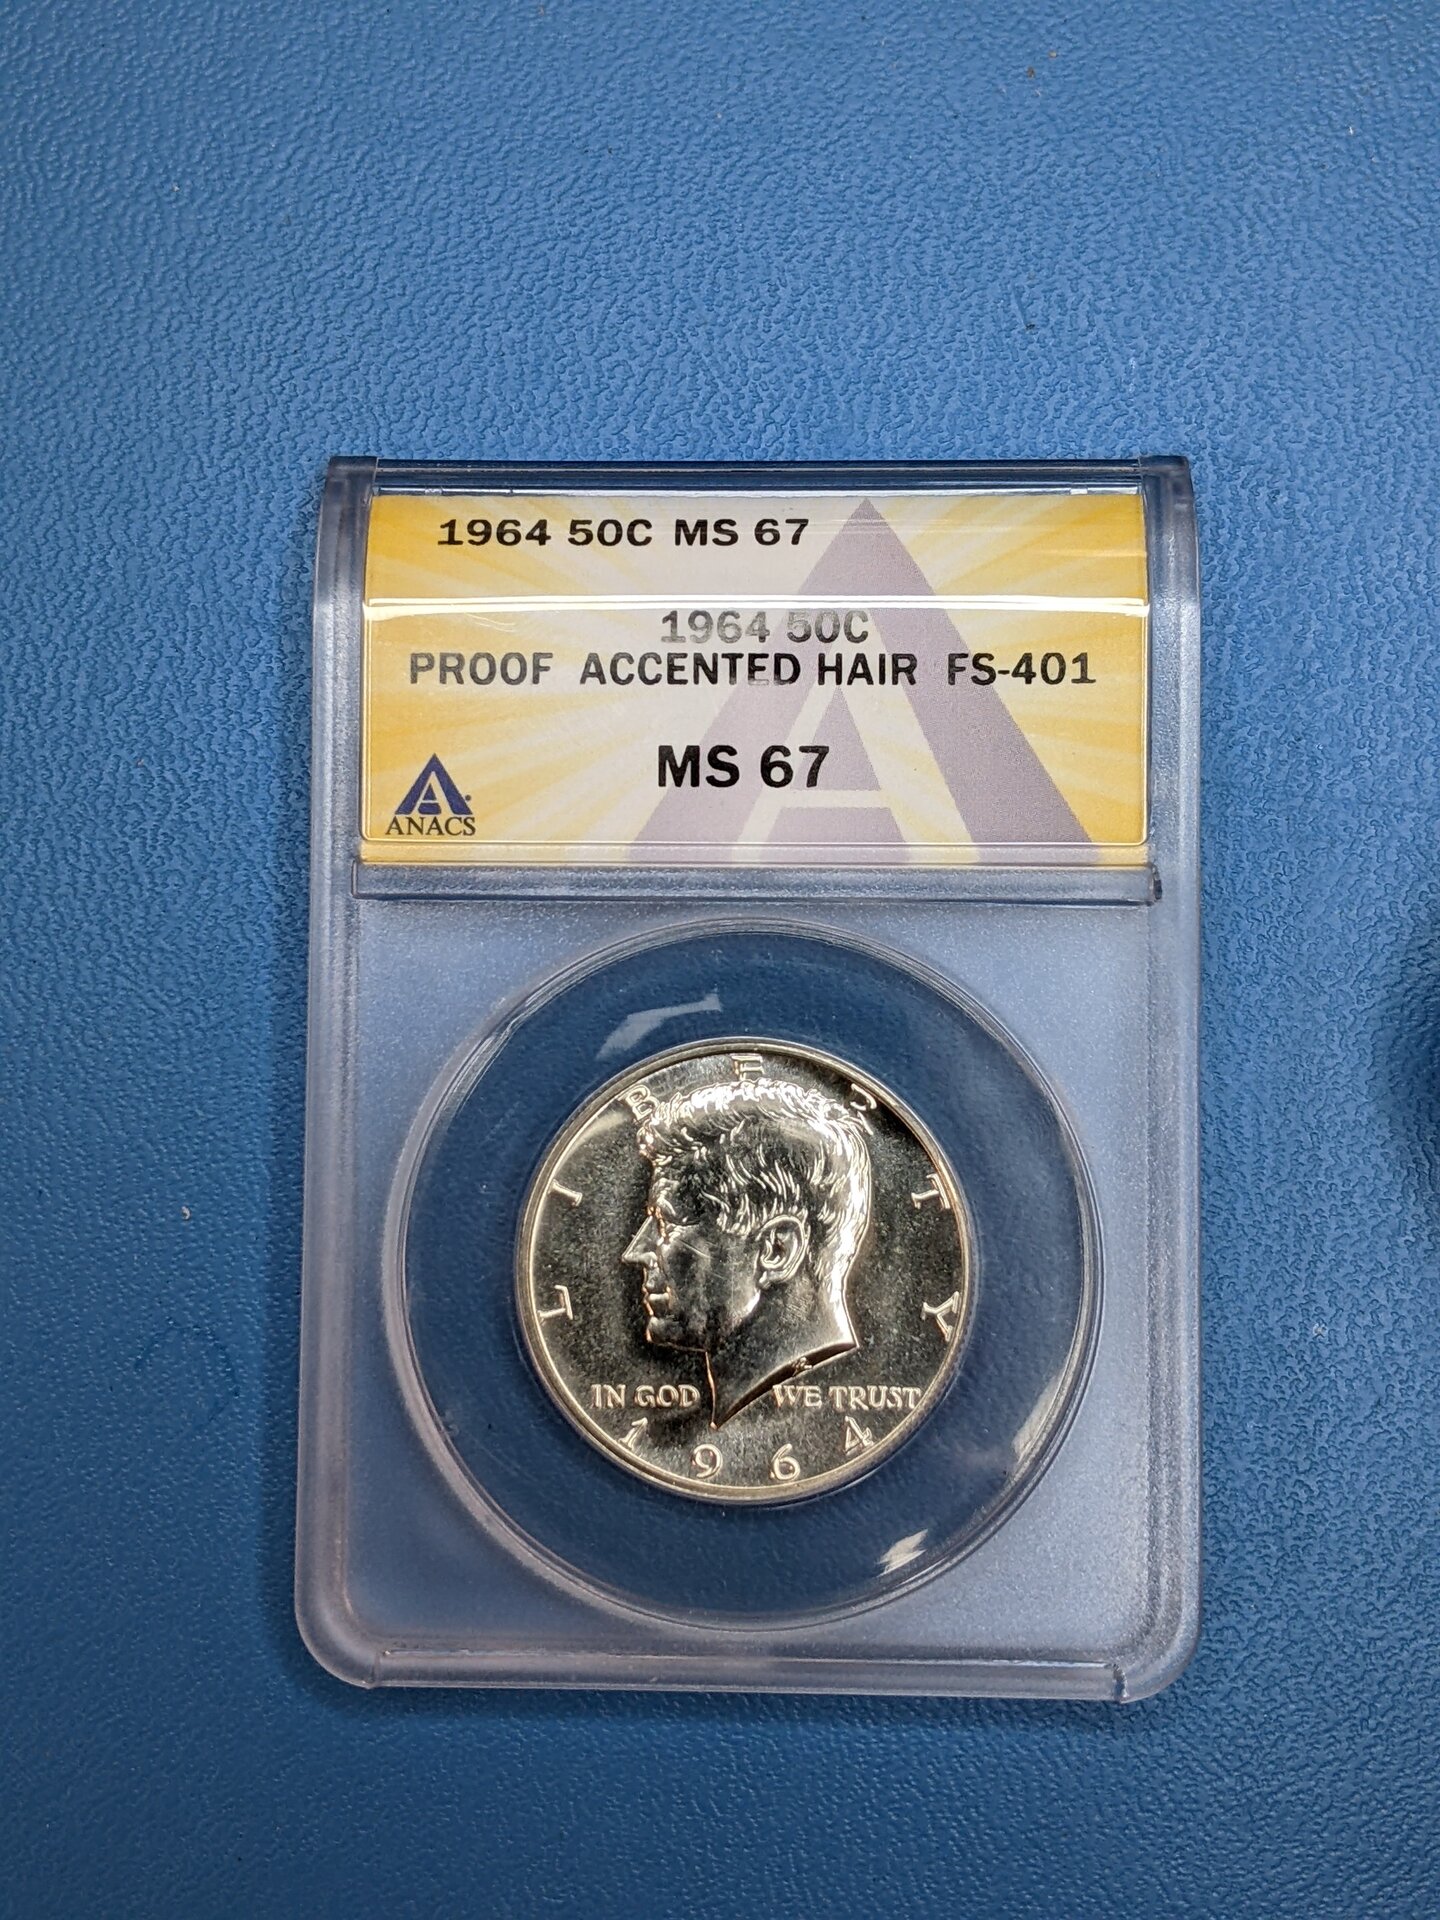 1964 50C MS 67
1964 50C
PROOF ACCENTED HAIR FS-401
MS 67
ANACS
LIBERTY
IN GOD WE TRUST
1964